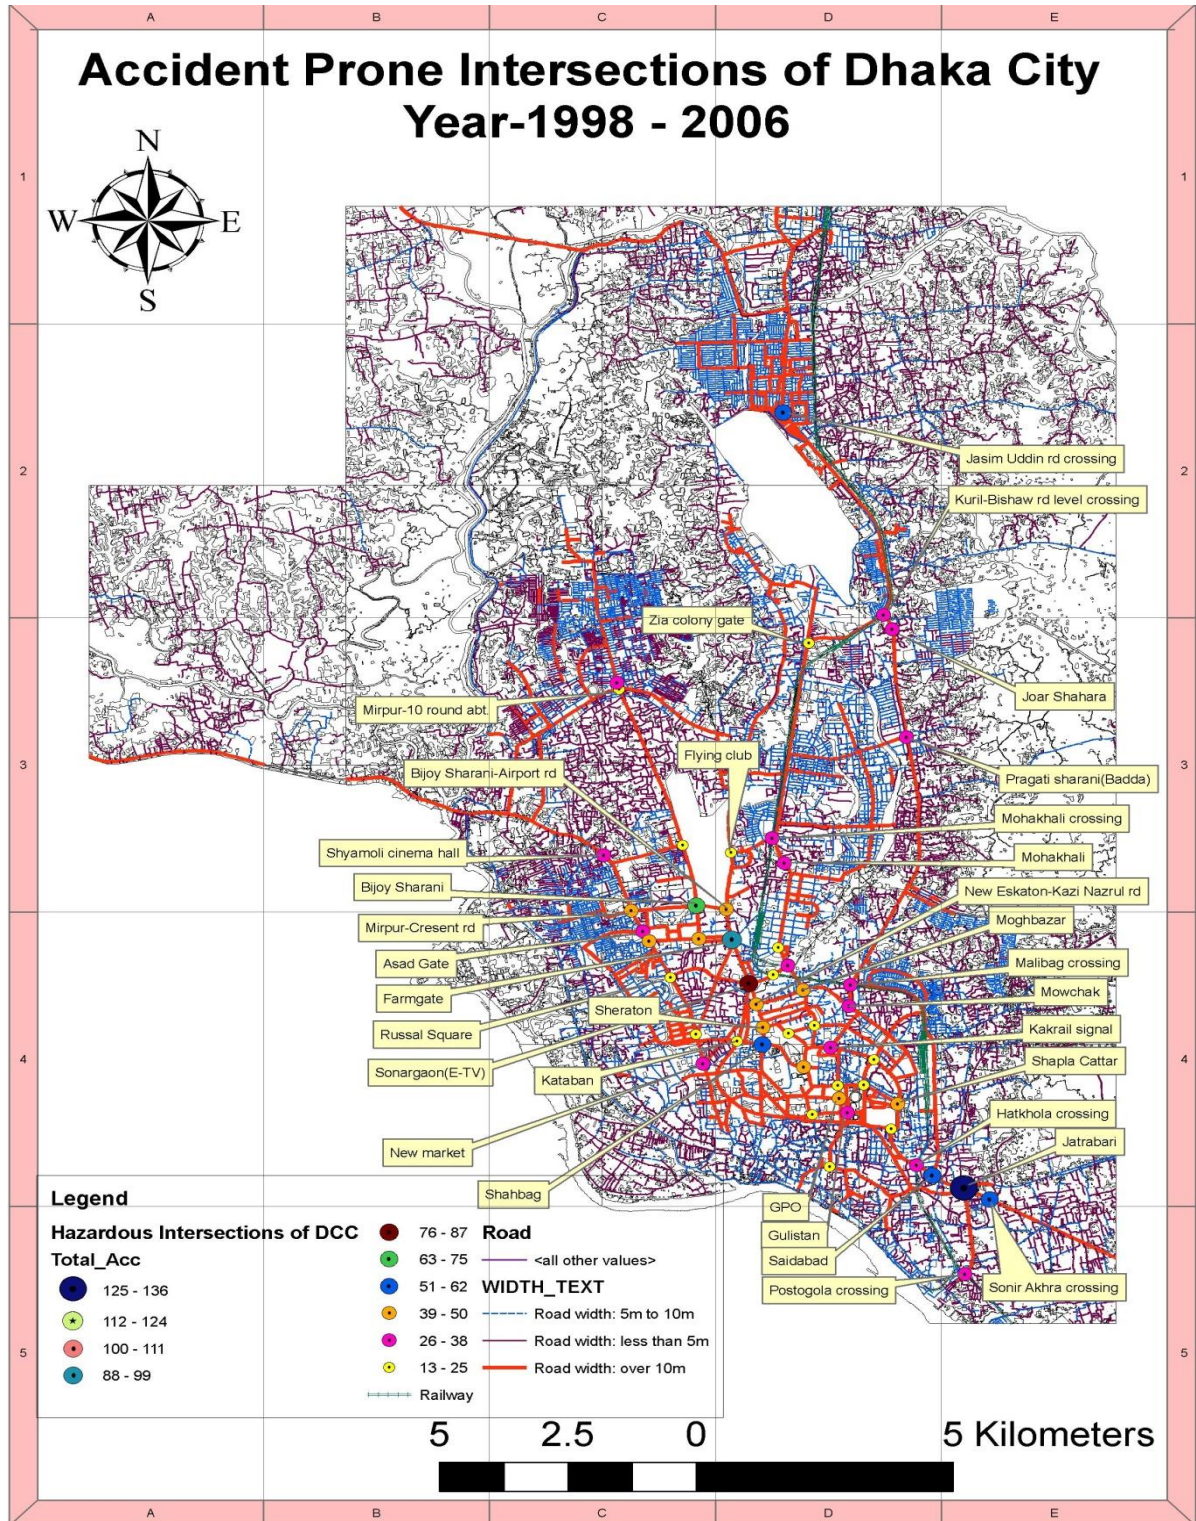 A B C D E
Accident Prone Intersections of Dhaka City
Year-1998 - 2006
N
W E
S
1 1
2 2
3 3
4 4
5 5
Jasim Uddin rd crossing
Kuril-Bishaw rd level crossing
Zia colony gate
Joar Shahara
Mirpur-10 round abt.
Flying club
Bijoy Sharani-Airport rd
Pragati sharani(Badda)
Mohakhali crossing
Shyamoli cinema hall
Mohakhali
Bijoy Sharani
New Eskaton-Kazi Nazrul rd
Mirpur-Cresent rd
Moghbazar
Asad Gate
Malibag crossing
Farmgate
Mowchak
Russal Square
Sheraton
Kakrail signal
Sonargaon(E-TV)
Kataban
Shapla Cattar
Hatkhola crossing
New market
Jatrabari
Shahbag
GPO
Gulistan
Saidabad
Postogola crossing
Sonir Akhra crossing
Legend
Hazardous Intersections of DCC
Total_Acc
125 - 136
112 - 124
100 - 111
88 - 99
76 - 87
63 - 75
51 - 62
39 - 50
26 - 38
13 - 25
Railway
Road
<all other values>
WIDTH_TEXT
Road width: 5m to 10m
Road width: less than 5m
Road width: over 10m
5 2.5 0 5 Kilometers
A B C D E